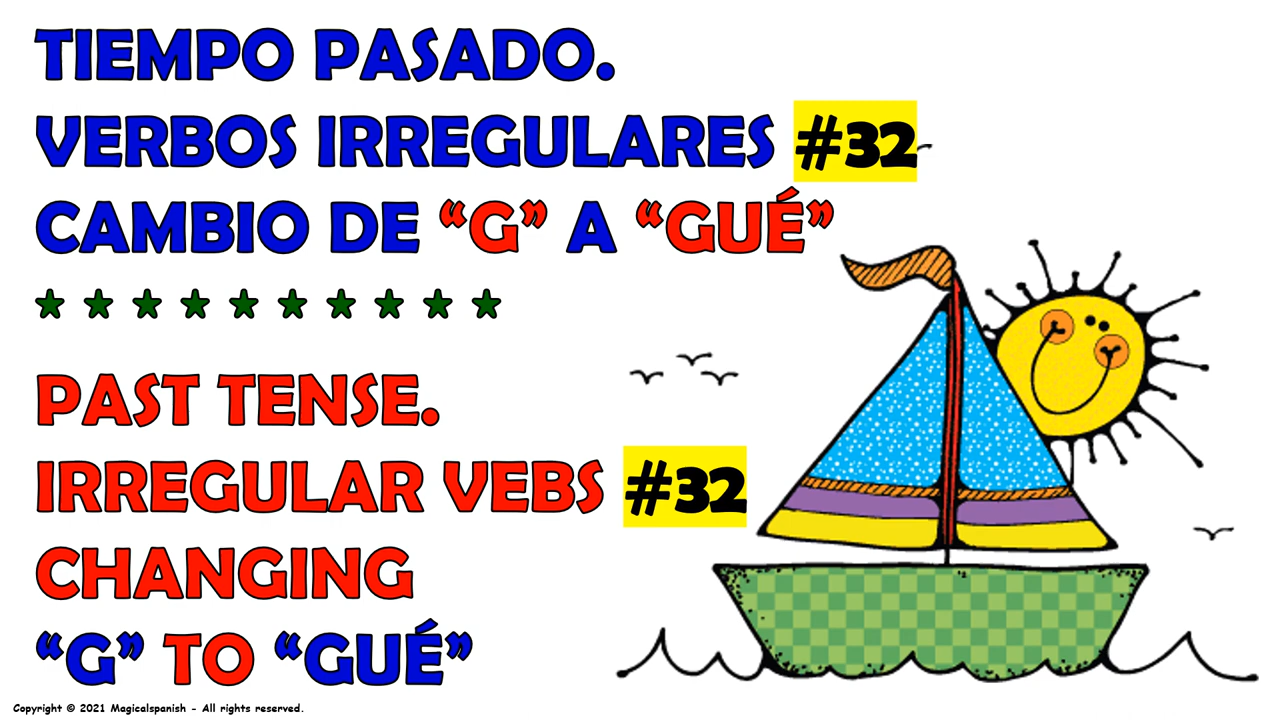 TIEMPO PASADO.
VERBOS IRREGULARES #32
CAMBIO DE “G” A “GUÉ”
★ ★ ★ ★ ★ ★ ★ ★ ★ ★
PAST TENSE.
IRREGULAR VEBS #32
CHANGING
“G” TO “GUÉ”
Copyright © 2021 Magicalspanish - All rights reserved.